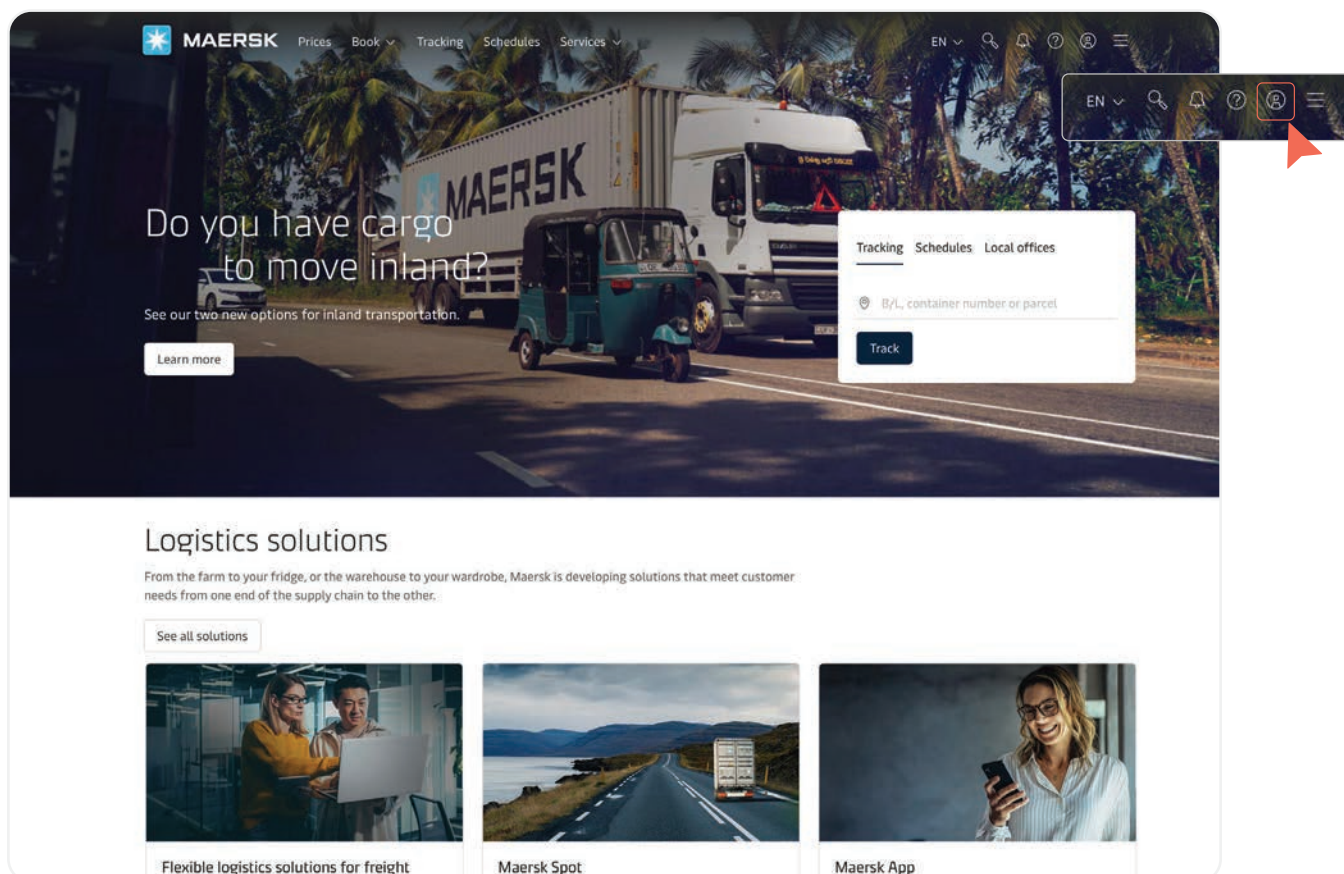 MAERSK Prices Book Tracking Schedules Services EN
EN
MAERSK
Do you have cargo
to move inland?
See our two new options for inland transportation.
Learn more
Tracking Schedules Local offices
B/L, container number or parcel
Track
Logistics solutions
From the farm to your fridge, or the warehouse to your wardrobe, Maersk is developing solutions that meet customer
needs from one end of the supply chain to the other.
See all solutions
Flexible logistics solutions for freight
Maersk Spot
Maersk App